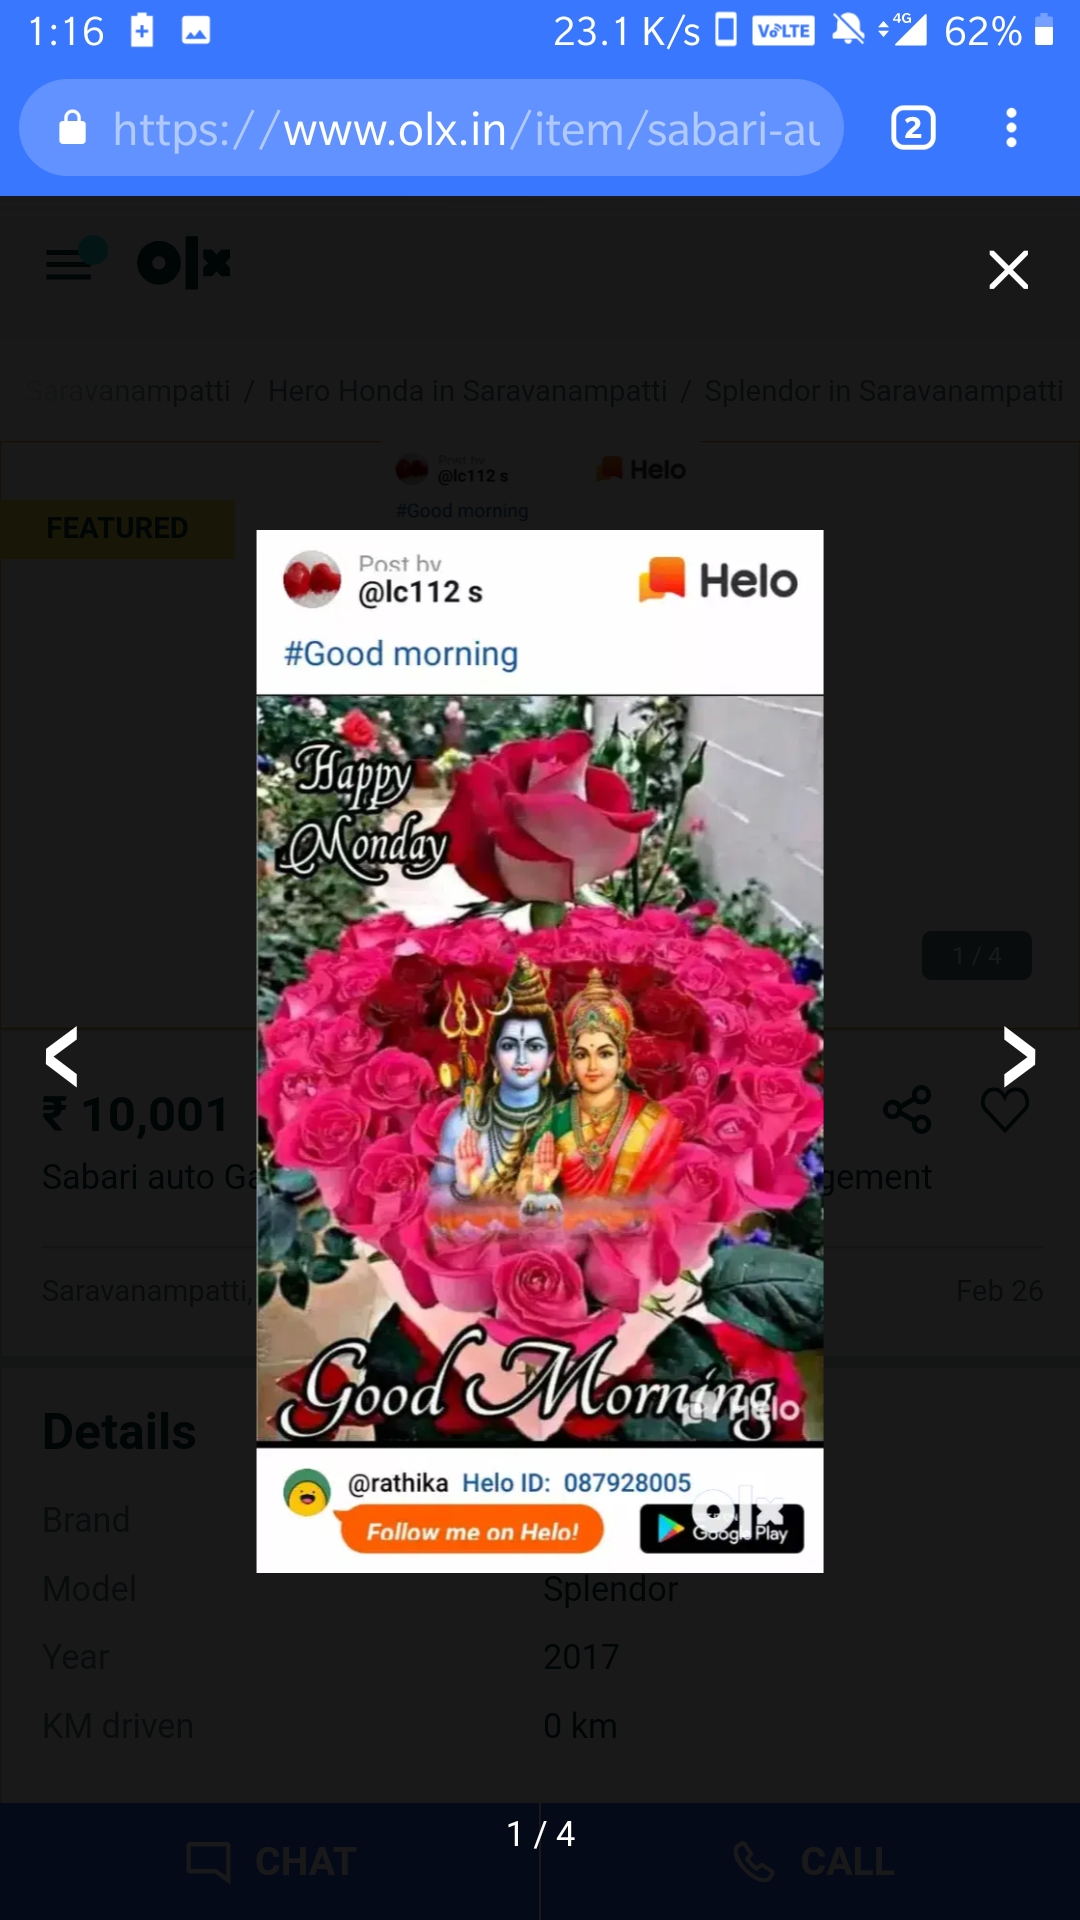 1:16 23.1 K/s VoLTE 4G 62%
https://www.olx.in/item/sabari-au 2
olx
Saravanampatti / Hero Honda in Saravanampatti / Splendor in Saravanampatti
Post by
@lc112 s Helo
#Good morning
FEATURED
Post by
@lc112 s
Helo
#Good morning
Happy
Monday
1 / 4
₹ 10,001
Sabari auto Ga
gement
Saravanampatti,
Feb 26
Good Morning
Helo
Details
@rathika Helo ID: 087928005
Follow me on Helo!
olx
Google Play
Brand
Model Splendor
Year 2017
KM driven 0 km
1 / 4
CHAT CALL